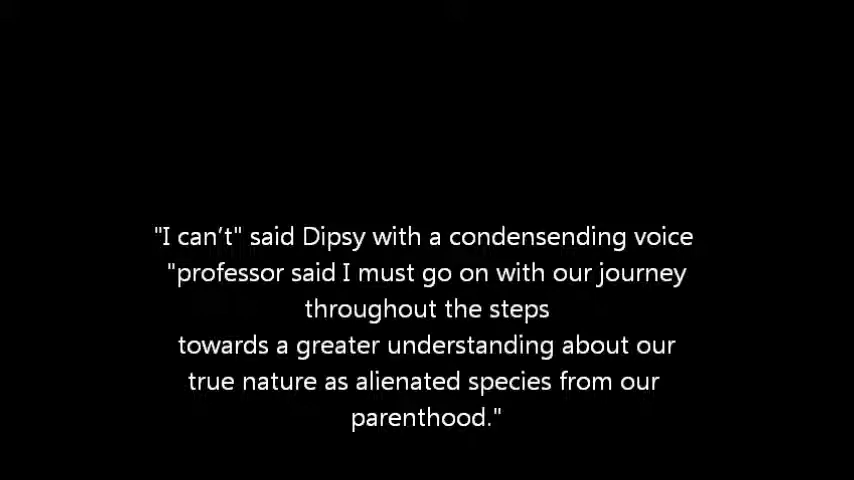 "I can’t" said Dipsy with a condensending voice
"professor said I must go on with our journey
throughout the steps
towards a greater understanding about our
true nature as alienated species from our
parenthood."